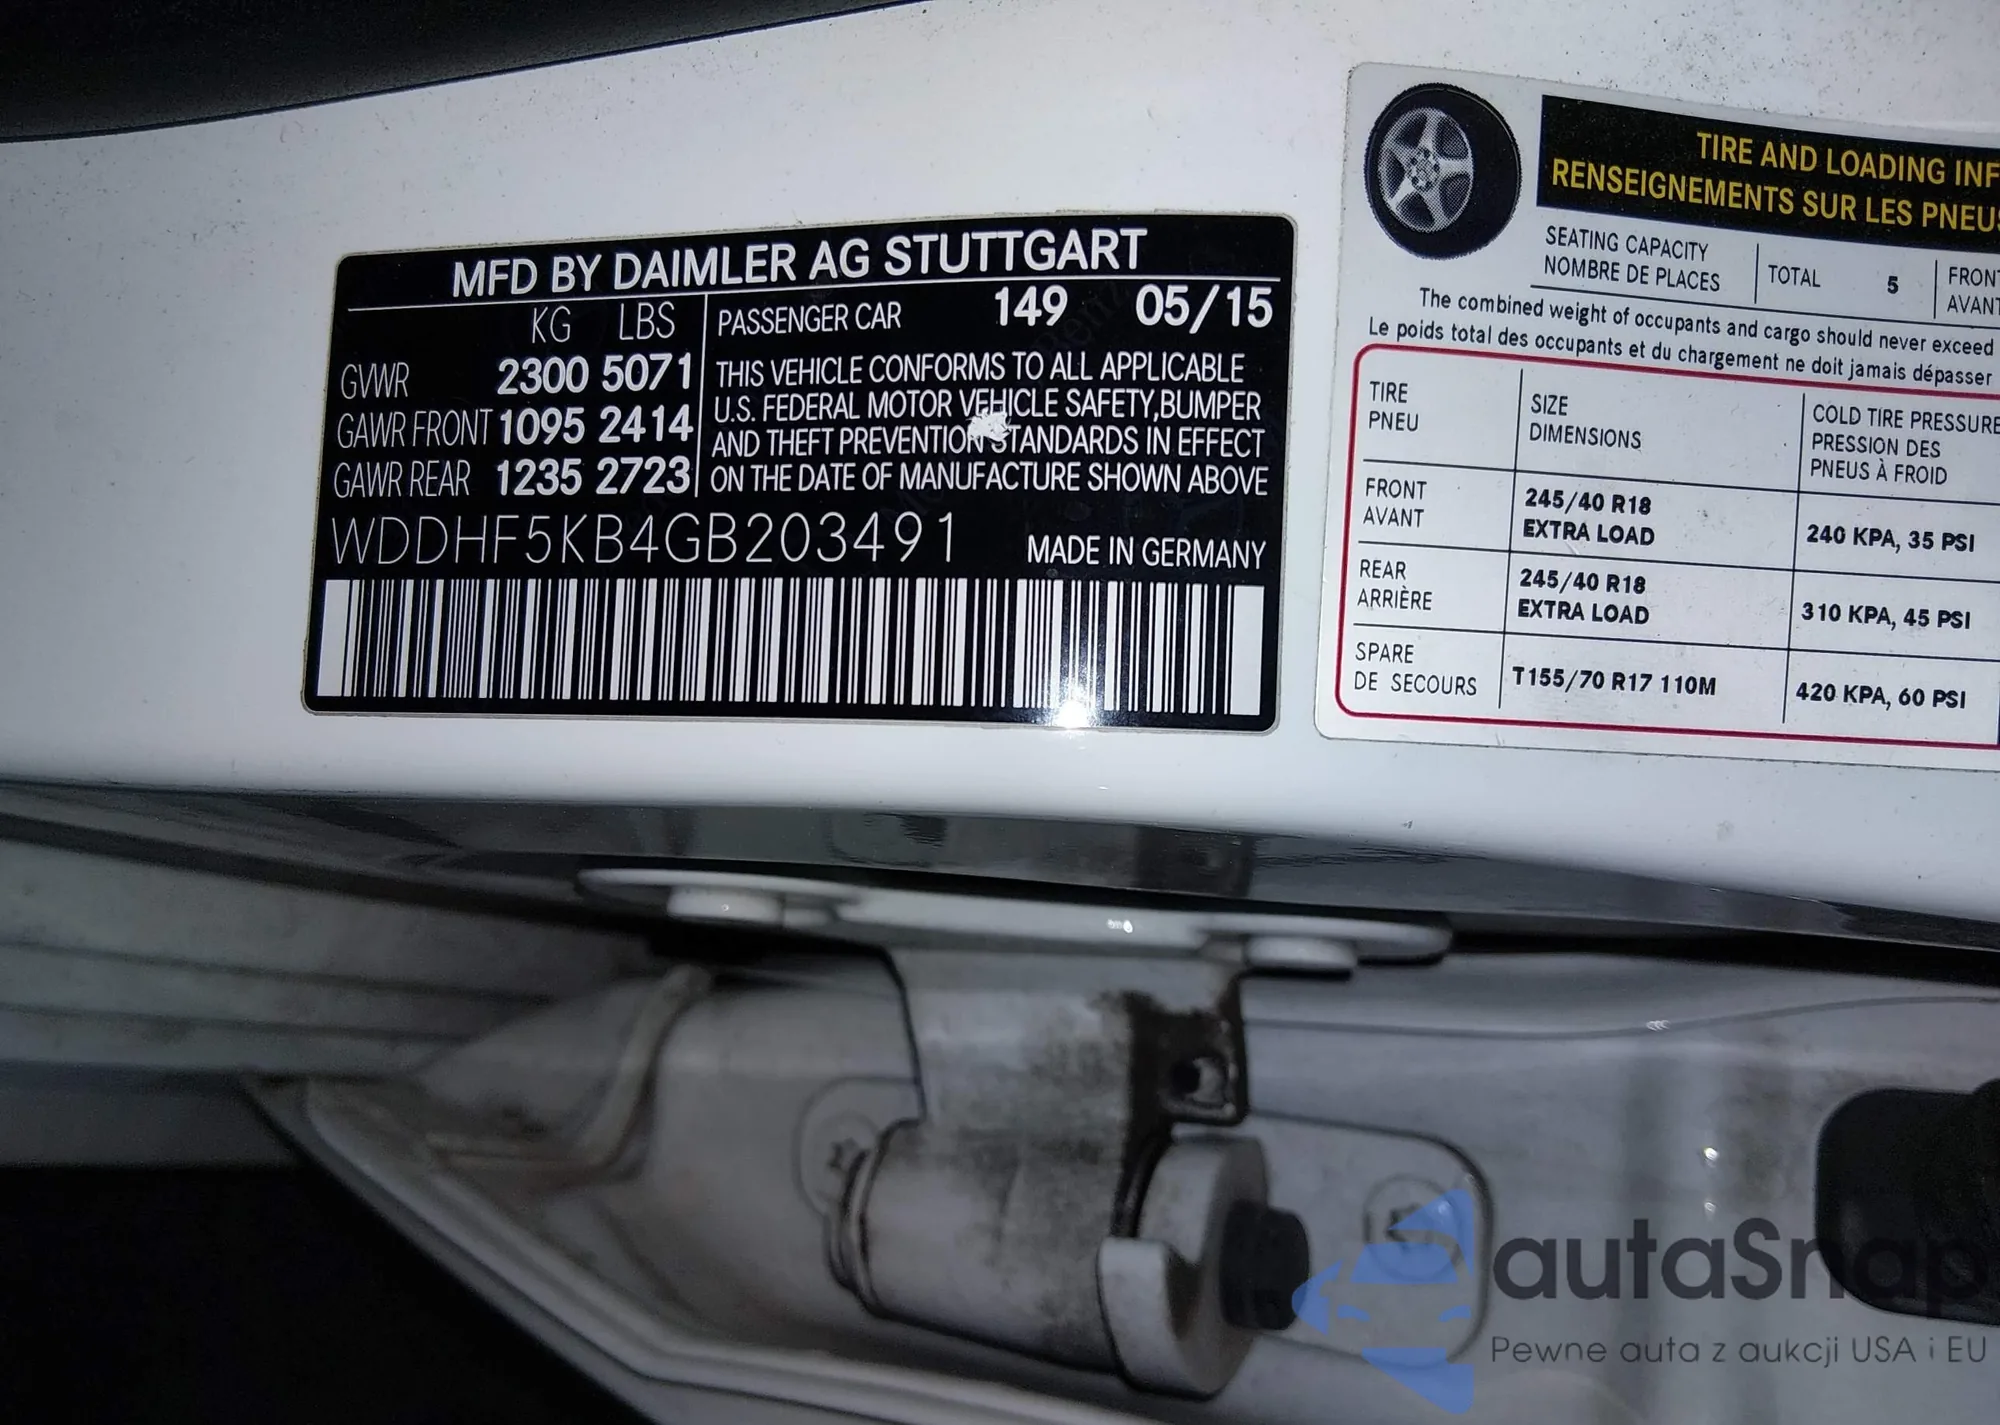 MFD BY DAIMLER AG STUTTGART
KG LBS
GVWR 2300 5071
GAWR FRONT 1095 2414
GAWR REAR 1235 2723
PASSENGER CAR 149 05/15
THIS VEHICLE CONFORMS TO ALL APPLICABLE
U.S. FEDERAL MOTOR VEHICLE SAFETY,BUMPER
AND THEFT PREVENTION STANDARDS IN EFFECT
ON THE DATE OF MANUFACTURE SHOWN ABOVE
WDDHF5KB4GB203491
MADE IN GERMANY
TIRE AND LOADING INF
RENSEIGNEMENTS SUR LES PNEUS
SEATING CAPACITY
NOMBRE DE PLACES
TOTAL 5
FRONT
AVANT
The combined weight of occupants and cargo should never exceed
Le poids total des occupants et du chargement ne doit jamais dépasser
TIRE
PNEU
SIZE
DIMENSIONS
COLD TIRE PRESSURE
PRESSION DES
PNEUS À FROID
FRONT
AVANT
245/40 R18
EXTRA LOAD
240 KPA, 35 PSI
REAR
ARRIÈRE
245/40 R18
EXTRA LOAD
310 KPA, 45 PSI
SPARE
DE SECOURS
T155/70 R17 110M
420 KPA, 60 PSI
autaSnap
Pewne auta z aukcji USA i EU